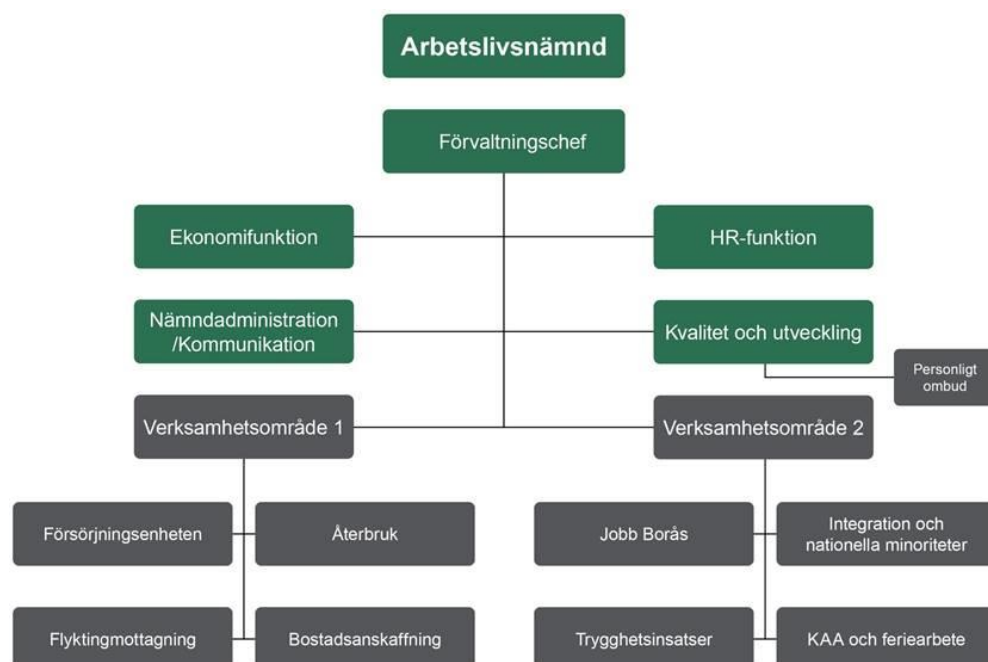 Arbetslivsnämnd
Förvaltningschef
Ekonomifunktion
HR-funktion
Nämndadministration
/Kommunikation
Kvalitet och utveckling
Personligt
ombud
Verksamhetsområde 1
Verksamhetsområde 2
Försörjningsenheten
Återbruk
Jobb Borås
Integration och
nationella minoriteter
Flyktingmottagning
Bostadsanskaffning
Trygghetsinsatser
KAA och feriearbete